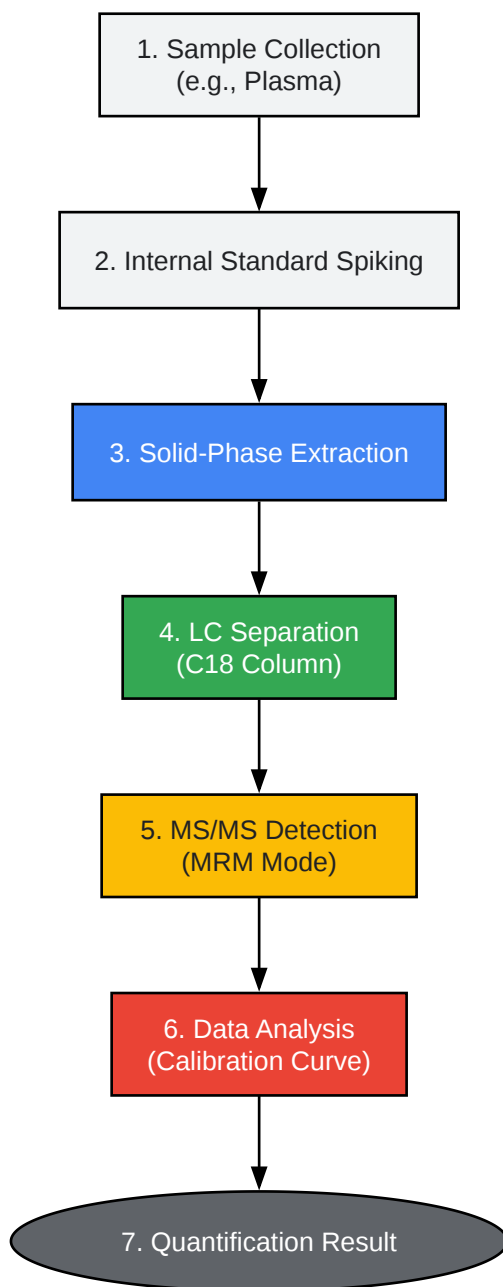 1. Sample Collection
(e.g., Plasma)
2. Internal Standard Spiking
3. Solid-Phase Extraction
4. LC Separation
(C18 Column)
5. MS/MS Detection
(MRM Mode)
6. Data Analysis
(Calibration Curve)
7. Quantification Result